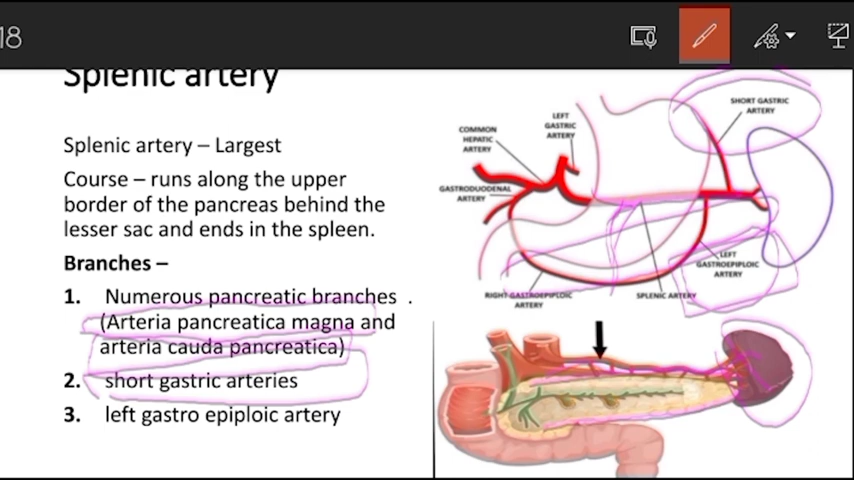 18
Splenic artery
Splenic artery – Largest
Course – runs along the upper
border of the pancreas behind the
lesser sac and ends in the spleen.
Branches –
1. Numerous pancreatic branches .
(Arteria pancreatica magna and
arteria cauda pancreatica)
2. short gastric arteries
3. left gastro epiploic artery
SHORT GASTRIC
ARTERY
LEFT
GASTRIC
ARTERY
COMMON
HEPATIC
ARTERY
GASTRODUODENAL
ARTERY
LEFT
GASTROEPIPLOIC
ARTERY
RIGHT GASTROEPIPLOIC
ARTERY
SPLENIC ARTERY